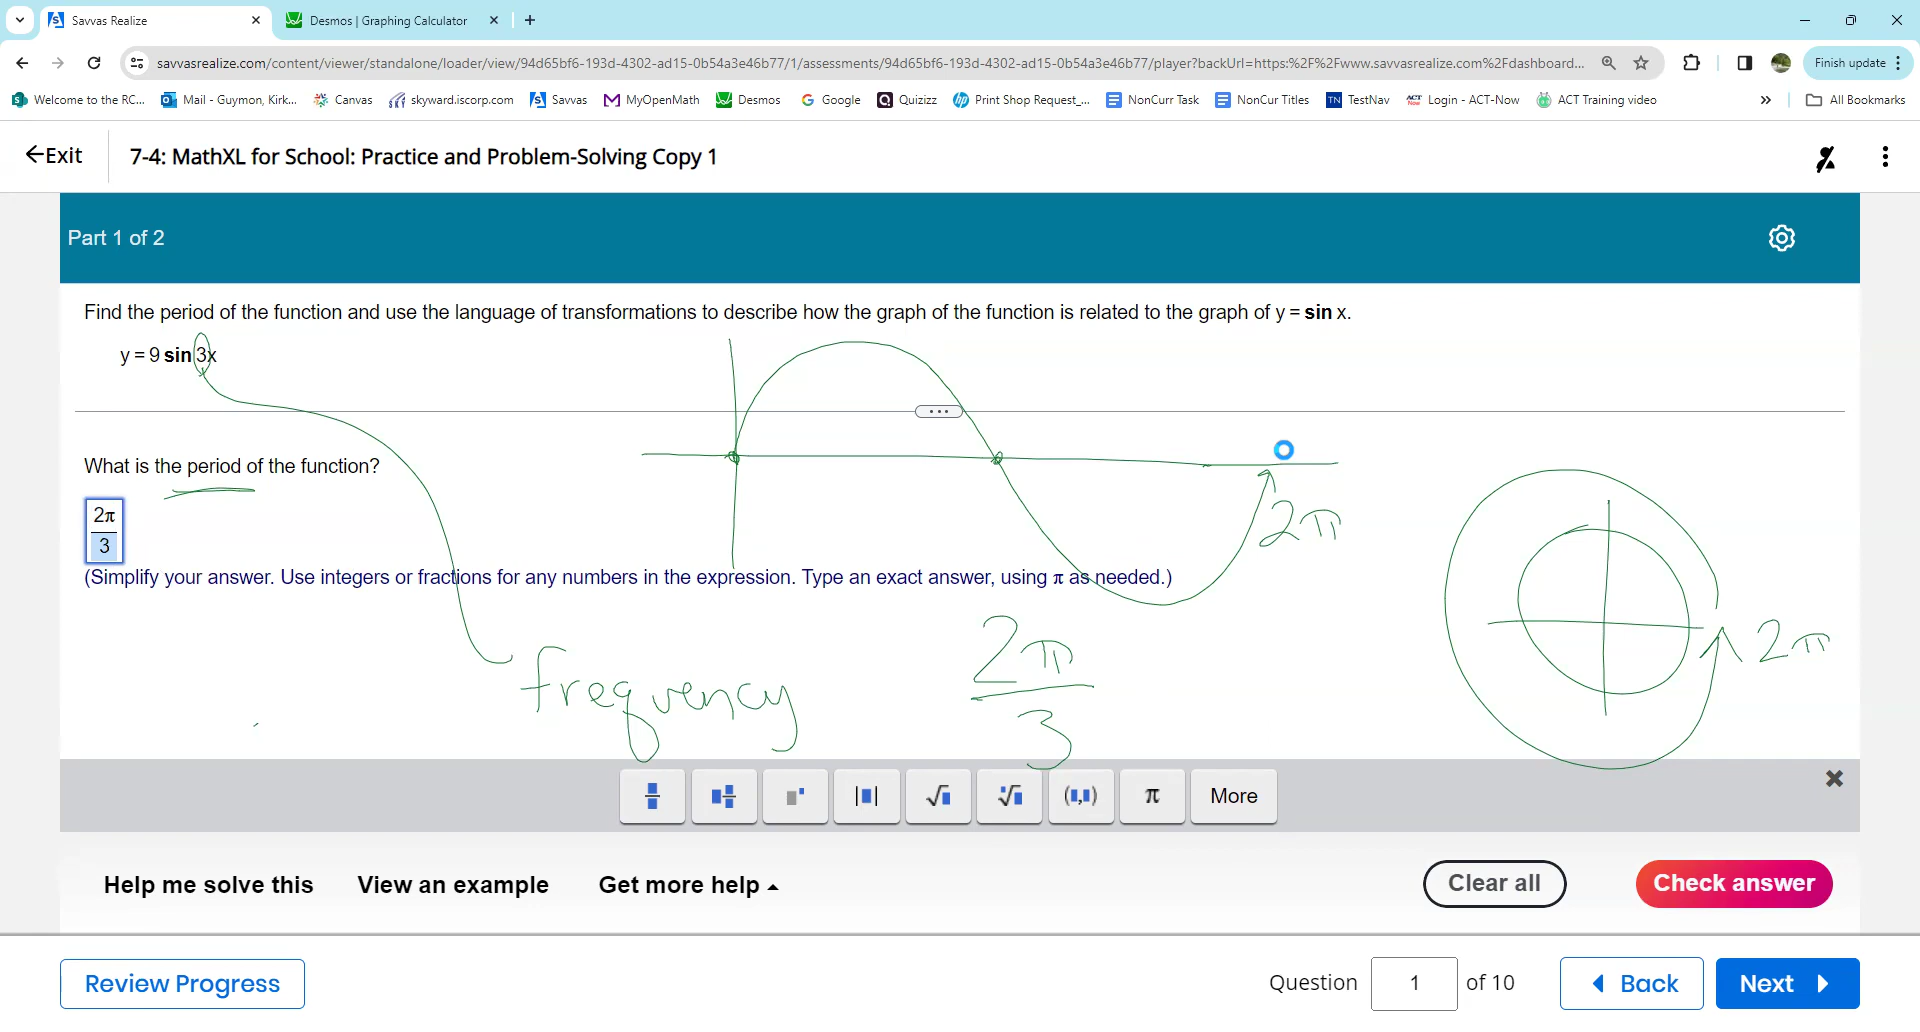 Savvas Realize
Desmos | Graphing Calculator
savvasrealize.com/content/viewer/standalone/loader/view/94d65bf6-193d-4302-ad15-0b54a3e46b77/1/assessments/94d65bf6-193d-4302-ad15-0b54a3e46b77/player?backUrl=https:%2F%2Fwww.savvasrealize.com%2Fdashboard...
Finish update
Welcome to the RC... Mail - Guymon, Kirk... Canvas skyward.iscorp.com Savvas MyOpenMath Desmos Google Quizizz Print Shop Request_... NonCurr Task NonCur Titles TestNav Login - ACT-Now ACT Training video » All Bookmarks
←Exit
7-4: MathXL for School: Practice and Problem-Solving Copy 1
Part 1 of 2
Find the period of the function and use the language of transformations to describe how the graph of the function is related to the graph of y = sin x.
y = 9 sin 3x
What is the period of the function?
2π
3
2π
(Simplify your answer. Use integers or fractions for any numbers in the expression. Type an exact answer, using π as needed.)
frequency
2π
3
2π
π
More
Help me solve this
View an example
Get more help
Clear all
Check answer
Review Progress
Question 1 of 10
Back
Next